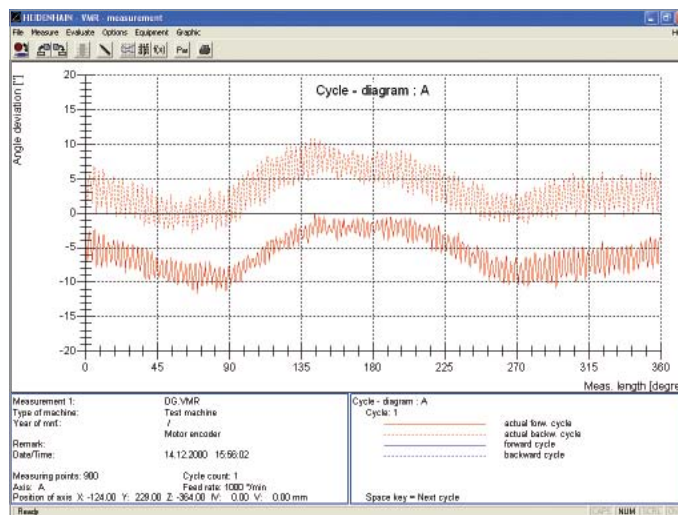 HEIDENHAIN - VMR - measurement
File Measure Evaluate Options Equipment Graphic
f(x) Par
Cycle - diagram : A
Angle deviation ["]
20
15
10
5
0
-5
-10
-15
-20
0 45 90 135 180 225 270 315 360
Meas. length [degre
Measurement 1: DG.VMR
Type of machine: Test machine
Year of mnf.: /
Motor encoder
Remark:
Date/Time: 14.12.2000 15:56:02
Measuring points: 900 Cycle count: 1
Axis: A Feed rate: 1000 °/min
Position of axis X: -124.00 Y: 229.00 Z: -364.00 W: 0.00 V: 0.00 mm
Cycle - diagram : A
Cycle: 1
actual forw. cycle
actual backw. cycle
forward cycle
backward cycle
Space key = Next cycle
Ready
CAPS NUM SCRL